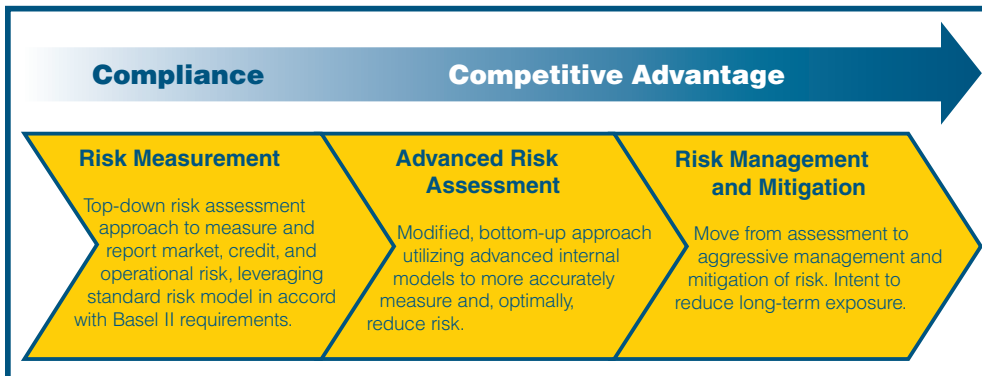 Compliance
Competitive Advantage
Risk Measurement
Top-down risk assessment
approach to measure and
report market, credit, and
operational risk, leveraging
standard risk model in accord
with Basel II requirements.
Advanced Risk
Assessment
Modified, bottom-up approach
utilizing advanced internal
models to more accurately
measure and, optimally,
reduce risk.
Risk Management
and Mitigation
Move from assessment to
aggressive management and
mitigation of risk. Intent to
reduce long-term exposure.